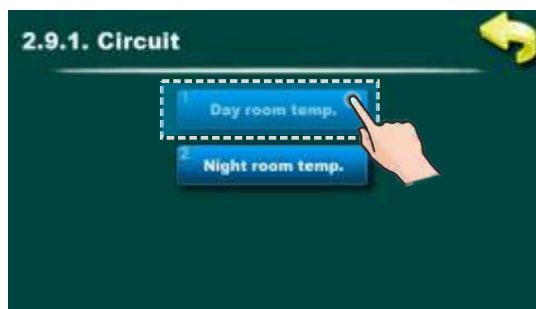 2.9.1. Circuit
1
Day room temp.
2
Night room temp.